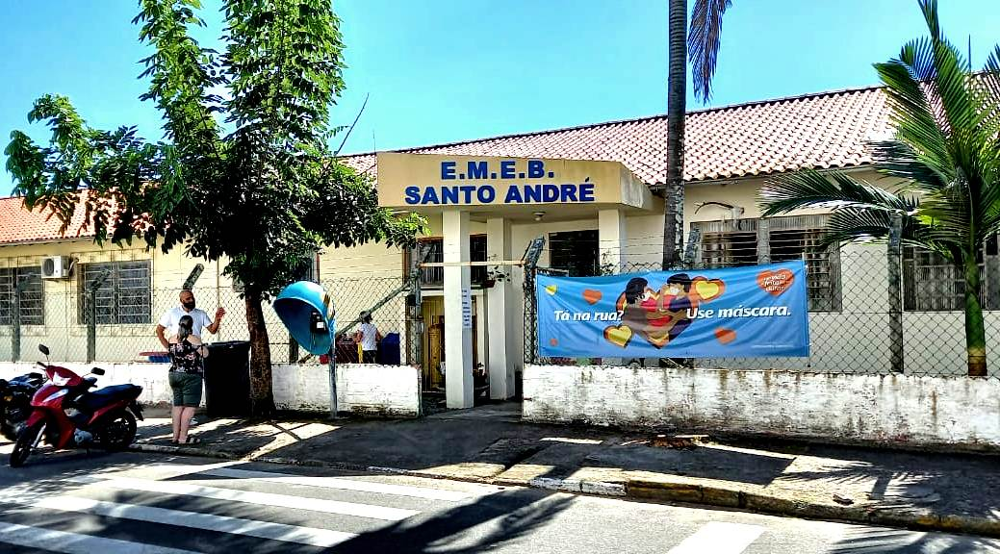 E.M.E.B.
SANTO ANDRÉ
Tá na rua?
Use máscara.